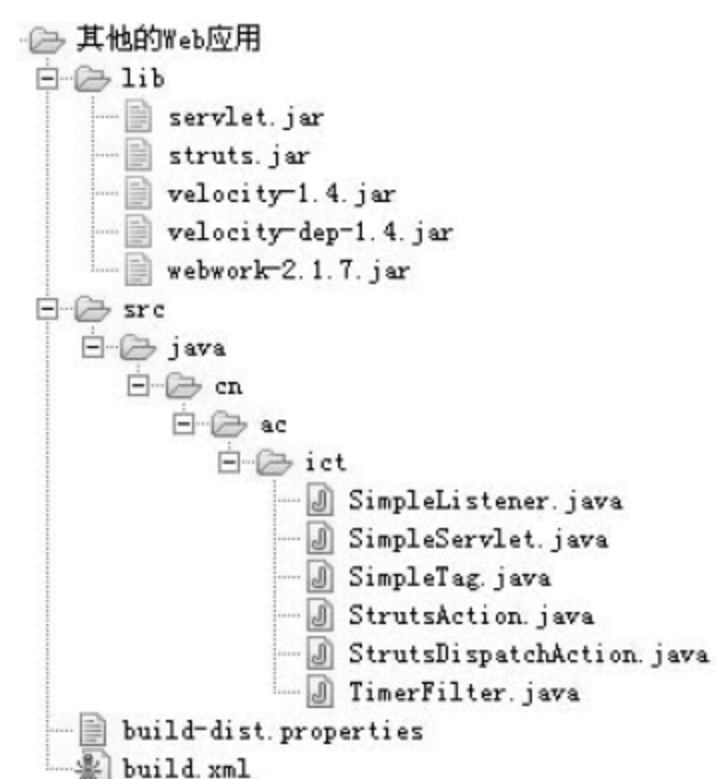 其他的Web应用
lib
servlet.jar
struts.jar
velocity-1.4.jar
velocity-dep-1.4.jar
webwork-2.1.7.jar
src
java
cn
ac
ict
SimpleListener.java
SimpleServlet.java
SimpleTag.java
StrutsAction.java
StrutsDispatchAction.java
TimerFilter.java
build-dist.properties
build.xml